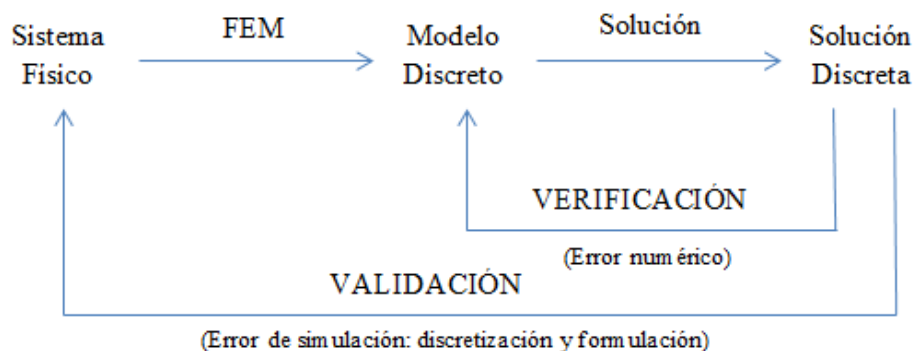 Sistema
Físico
FEM
Modelo
Discreto
Solución
Solución
Discreta
VERIFICACIÓN
(Error numérico)
VALIDACIÓN
(Error de simulación: discretización y formulación)